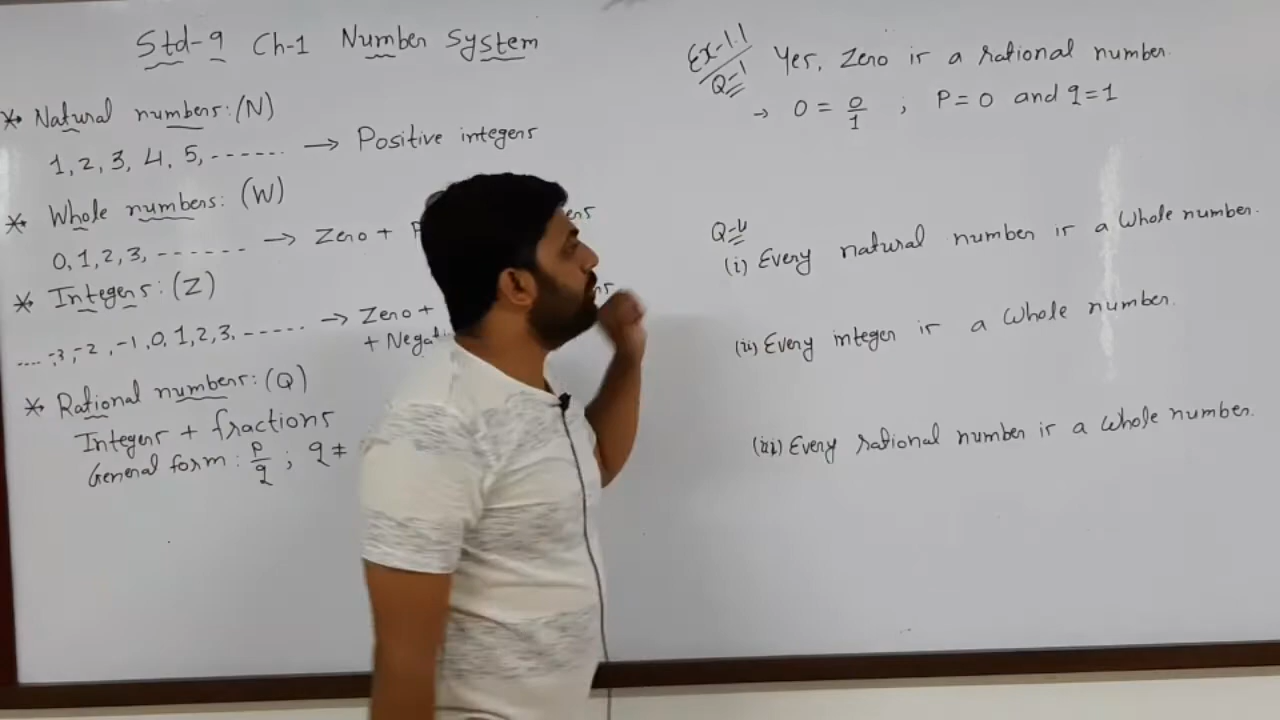 Std-9 Ch-1 Number System
* Natural numbers: (N)
1, 2, 3, 4, 5, ------ → Positive integers
* Whole numbers: (W)
0, 1, 2, 3, ------ → Zero +
* Integers: (Z)
.... -3, -2, -1, 0, 1, 2, 3, ----- → Zero +
+
* Rational numbers: (Q)
Integers + fractions
General form: p/q ; q ≠
Ex-1.1
Q-1
Yes, Zero is a rational number.
→ 0 = 0/1 ; P = 0 and q = 1
Q-4
(i) Every natural number is a whole number.
(ii) Every integer is a whole number.
(iii) Every rational number is a whole number.